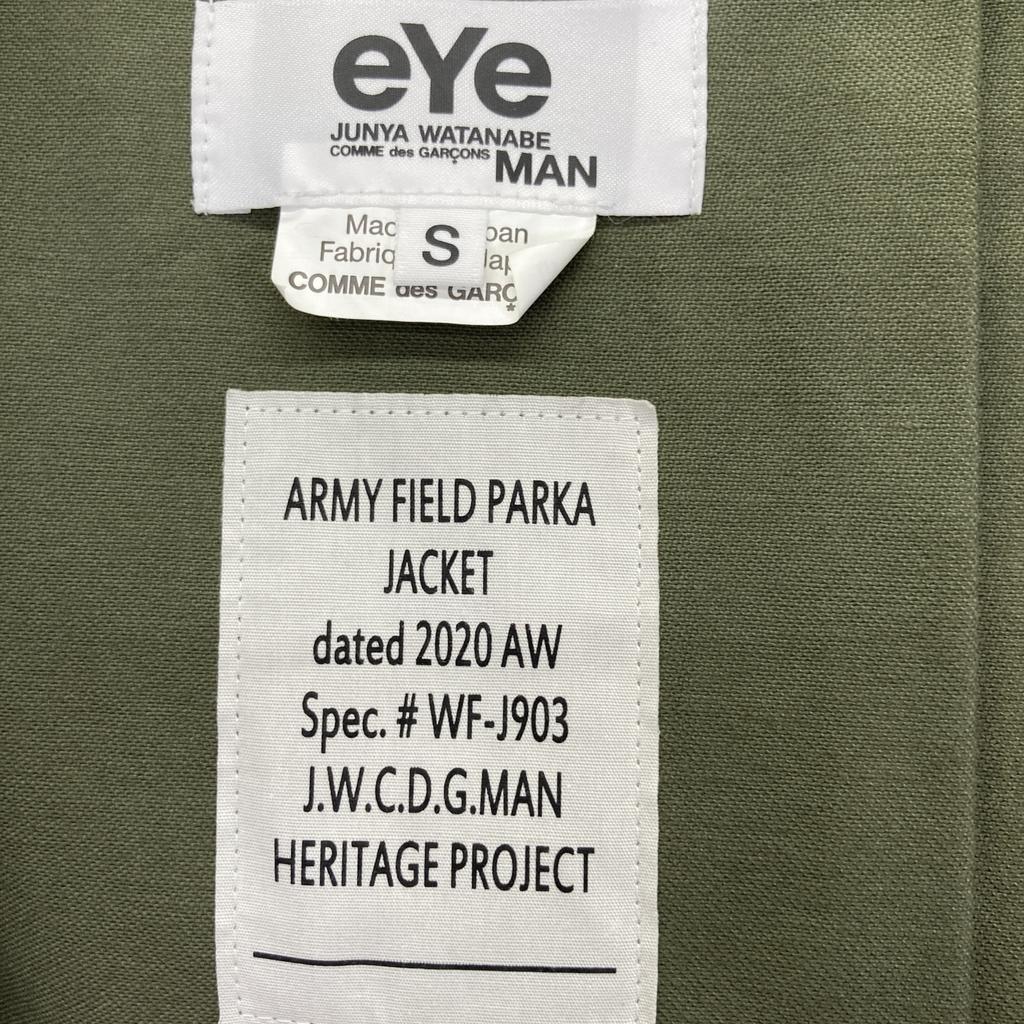 eYe
JUNYA WATANABE
COMME des GARÇONS MAN
S
COMME des GARÇ
*
ARMY FIELD PARKA
JACKET
dated 2020 AW
Spec. # WF-J903
J.W.C.D.G.MAN
HERITAGE PROJECT